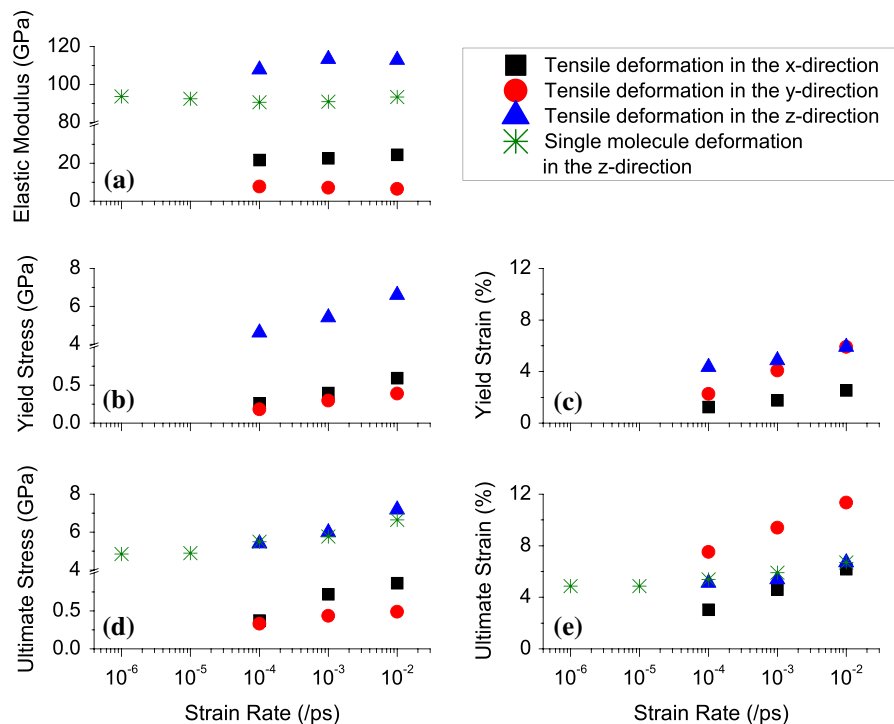 Elastic Modulus (GPa)
120
100
80
20
0
(a)
Tensile deformation in the x-direction
Tensile deformation in the y-direction
Tensile deformation in the z-direction
Single molecule deformation
in the z-direction
Yield Stress (GPa)
8
6
4
0.5
0.0
(b)
Yield Strain (%)
12
8
4
0
(c)
Ultimate Stress (GPa)
8
6
4
0.5
0.0
(d)
10⁻⁶ 10⁻⁵ 10⁻⁴ 10⁻³ 10⁻²
Strain Rate (/ps)
Ultimate Strain (%)
12
8
4
0
(e)
10⁻⁶ 10⁻⁵ 10⁻⁴ 10⁻³ 10⁻²
Strain Rate (/ps)